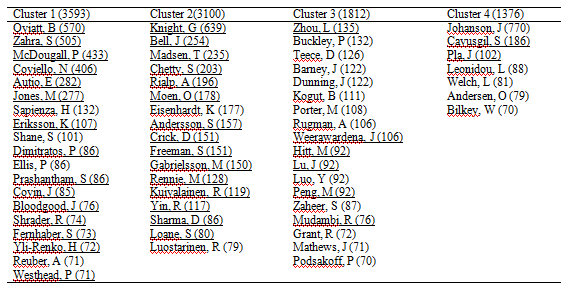 Cluster 1 (3593) Cluster 2(3100) Cluster 3 (1812) Cluster 4 (1376)
Oviatt, B (570) Knight, G (639) Zhou, L (135) Johanson, J (770)
Zahra, S (505) Bell, J (254) Buckley, P (132) Cavusgil, S (186)
McDougall, P (433) Madsen, T (235) Teece, D (126) Pla, J (102)
Coviello, N (406) Chetty, S (203) Barney, J (122) Leonidou, L (88)
Autio, E (282) Rialp, A (196) Dunning, J (122) Welch, L (81)
Jones, M (277) Moen, O (178) Kogut, B (111) Andersen, O (79)
Sapienza, H (132) Eisenhardt, K (177) Porter, M (108) Bilkey, W (70)
Eriksson, K (107) Andersson, S (157) Rugman, A (106)
Shane, S (101) Crick, D (151) Weerawardena, J (106)
Dimitratos, P (86) Freeman, S (151) Hitt, M (92)
Ellis, P (86) Gabrielsson, M (150) Lu, J (92)
Prashantham, S (86) Rennie, M (128) Luo, Y (92)
Covin, J (85) Kuivalainen, R (119) Peng, M (92)
Bloodgood, J (76) Yin, R (117) Zaheer, S (87)
Shrader, R (74) Sharma, D (86) Mudambi, R (76)
Fernhaber, S (73) Loane, S (80) Grant, R (72)
Yli-Renko, H (72) Luostarinen, R (79) Mathews, J (71)
Reuber, A (71) Podsakoff, P (70)
Westhead, P (71)